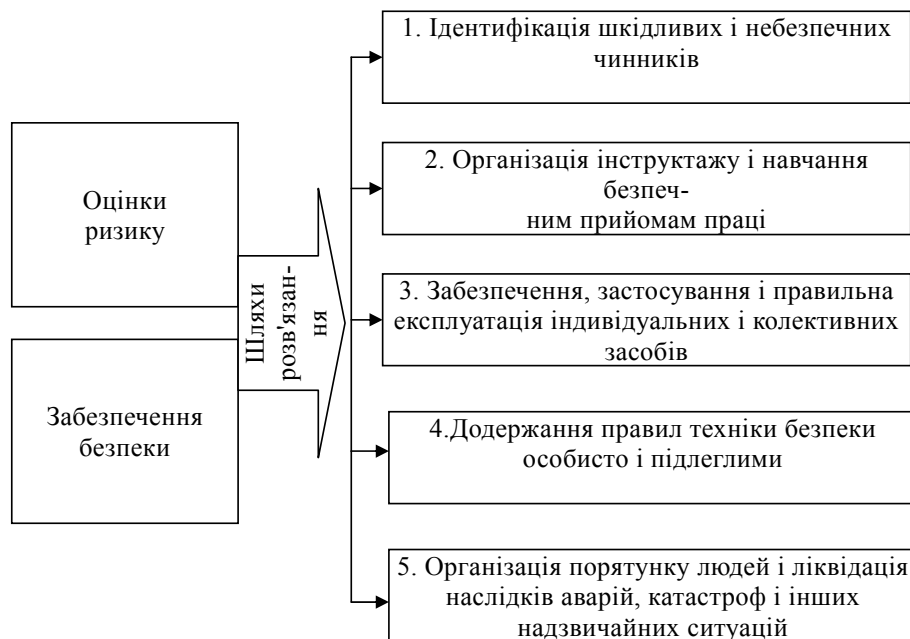 Оцінки
ризику
Забезпечення
безпеки
Шляхи
розв'язан-
ня
1. Ідентифікація шкідливих і небезпечних
чинників
2. Організація інструктажу і навчання
безпеч-
ним прийомам праці
3. Забезпечення, застосування і правильна
експлуатація індивідуальних і колективних
засобів
4.Додержання правил техніки безпеки
особисто і підлеглими
5. Організація порятунку людей і ліквідація
наслідків аварій, катастроф і інших
надзвичайних ситуацій